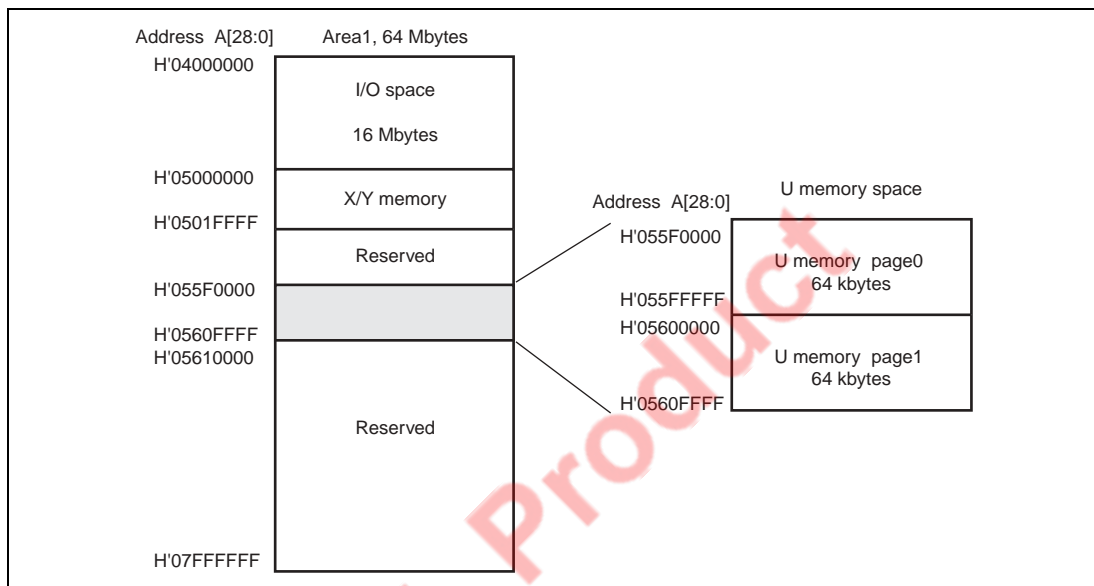 Address A[28:0]
Area1, 64 Mbytes
H'04000000
I/O space
16 Mbytes
H'05000000
X/Y memory
H'0501FFFF
Reserved
H'055F0000
H'0560FFFF
H'05610000
Reserved
H'07FFFFFF
U memory space
Address A[28:0]
H'055F0000
U memory page0
64 kbytes
H'055FFFFF
H'05600000
U memory page1
64 kbytes
H'0560FFFF
Product